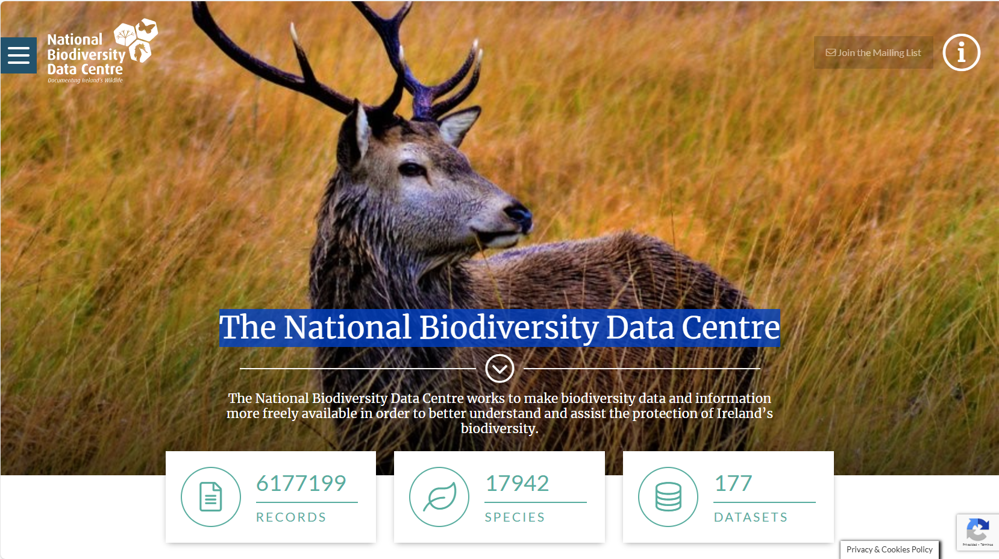 National
Biodiversity
Data Centre
Documenting Ireland's Wildlife
Join the Mailing List
The National Biodiversity Data Centre
The National Biodiversity Data Centre works to make biodiversity data and information
more freely available in order to better understand and assist the protection of Ireland’s
biodiversity.
6177199
RECORDS
17942
SPECIES
177
DATASETS
Privacidad - Términos
Privacy & Cookies Policy